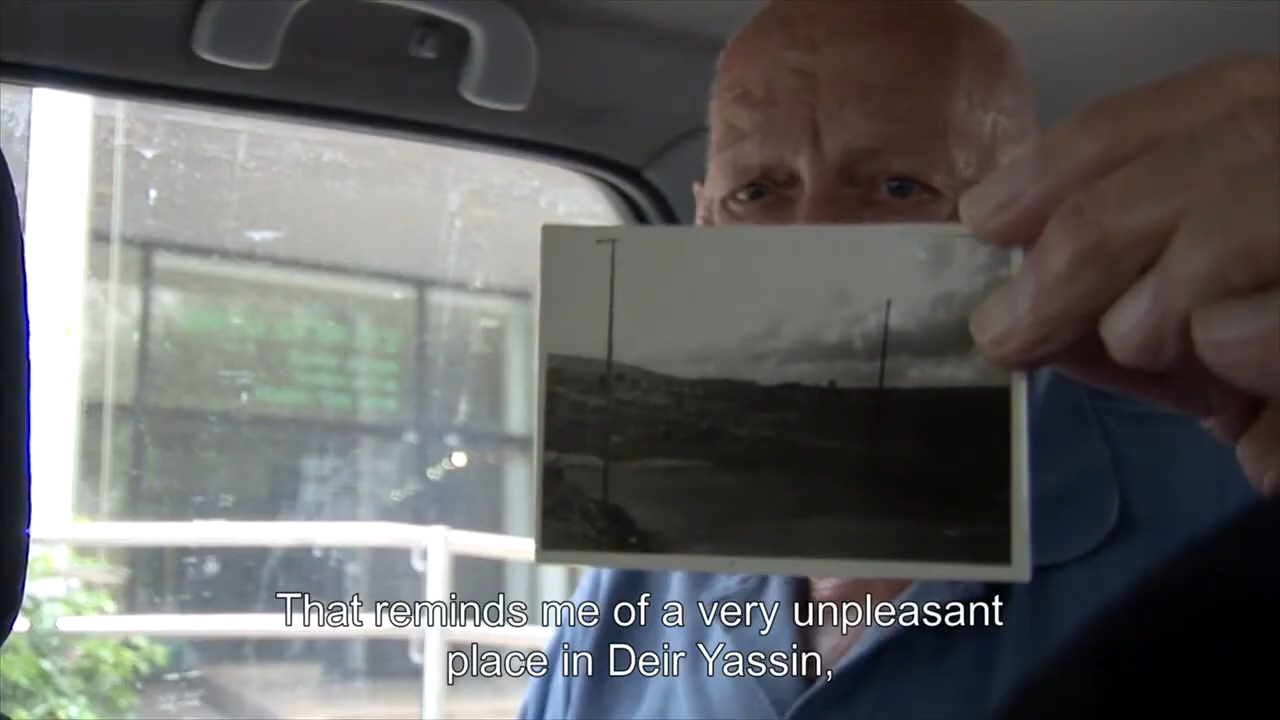 That reminds me of a very unpleasant
place in Deir Yassin,